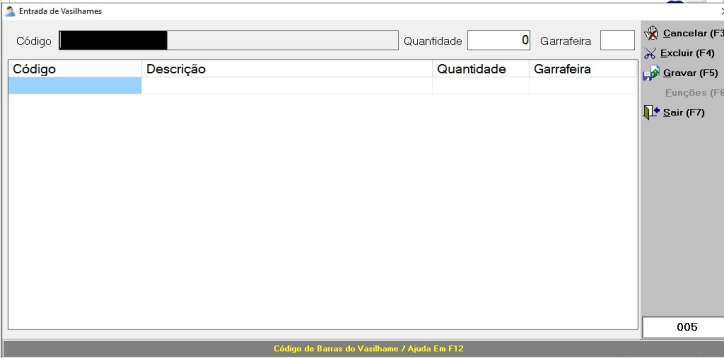 Entrada de Vasilhames
Código Quantidade 0 Garrafeira
Código Descrição Quantidade Garrafeira
Cancelar (F3
Excluir (F4)
Gravar (F5)
Funções (F6
Sair (F7)
005
Código de Barras do Vasilhame / Ajuda Em F12